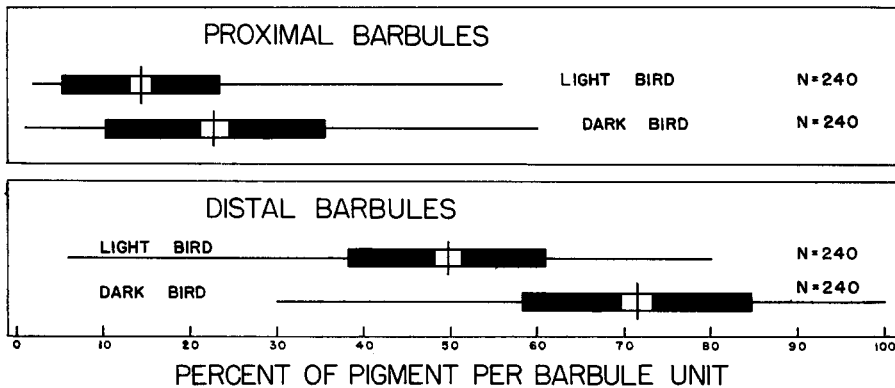 PROXIMAL BARBULES
LIGHT BIRD N=240
DARK BIRD N=240
DISTAL BARBULES
LIGHT BIRD N=240
DARK BIRD N=240
0 10 20 30 40 50 60 70 80 90 100
PERCENT OF PIGMENT PER BARBULE UNIT